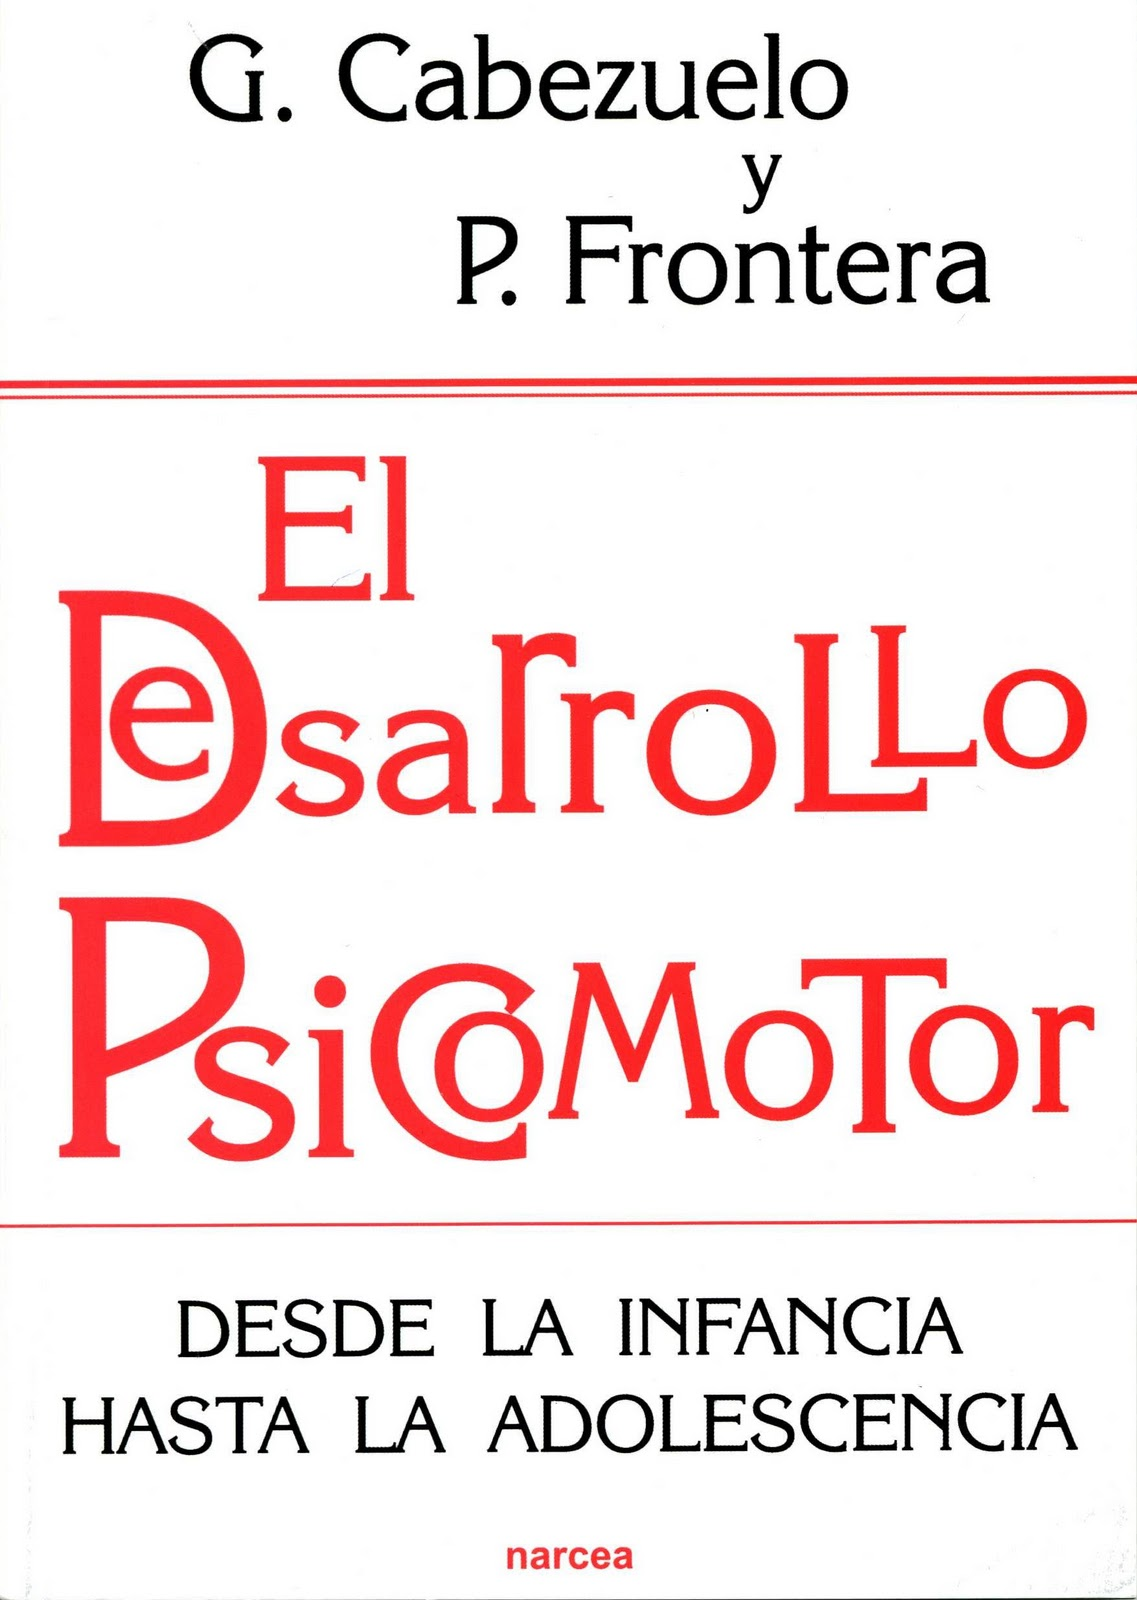 G. Cabezuelo
y
P. Frontera
El
DesarroLLo
PsiCoMoTor
DESDE LA INFANCIA
HASTA LA ADOLESCENCIA
narcea